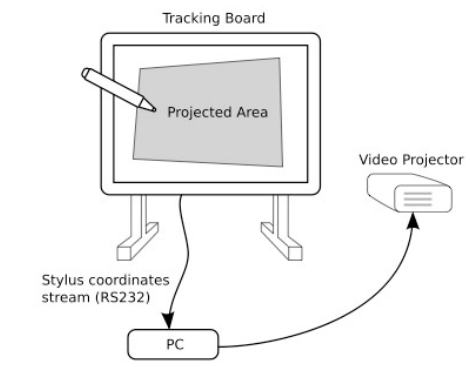 Tracking Board
Projected Area
Video Projector
Stylus coordinates
stream (RS232)
PC